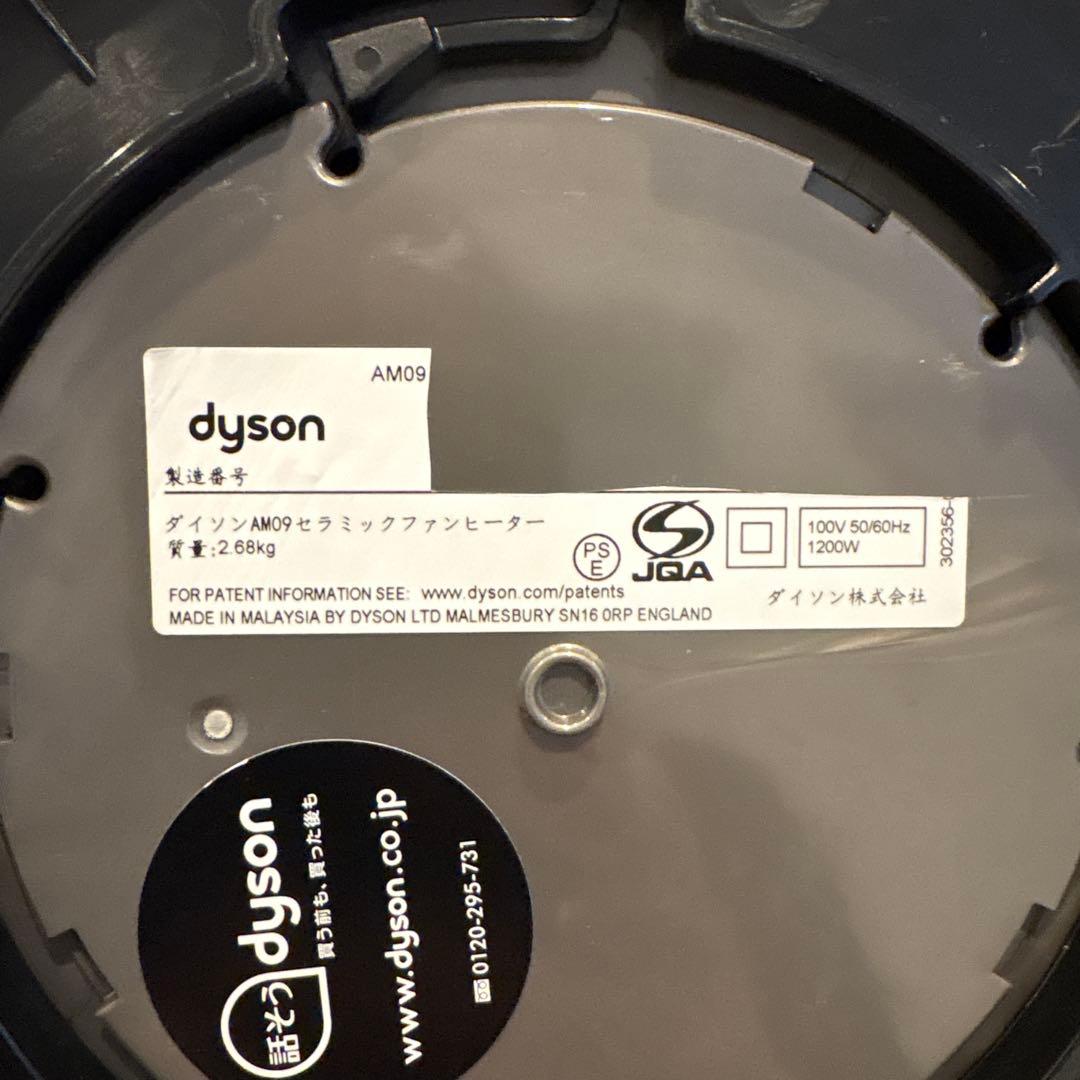 AM09
dyson
製造番号
ダイソンAM09セラミックファンヒーター
質量:2.68kg
PS
E
JQA
100V 50/60Hz
1200W
302356-
FOR PATENT INFORMATION SEE: www.dyson.com/patents
ダイソン株式会社
MADE IN MALAYSIA BY DYSON LTD MALMESBURY SN16 0RP ENGLAND
話そう dyson
買う前も、買った後も
www.dyson.co.jp
0120-295-731